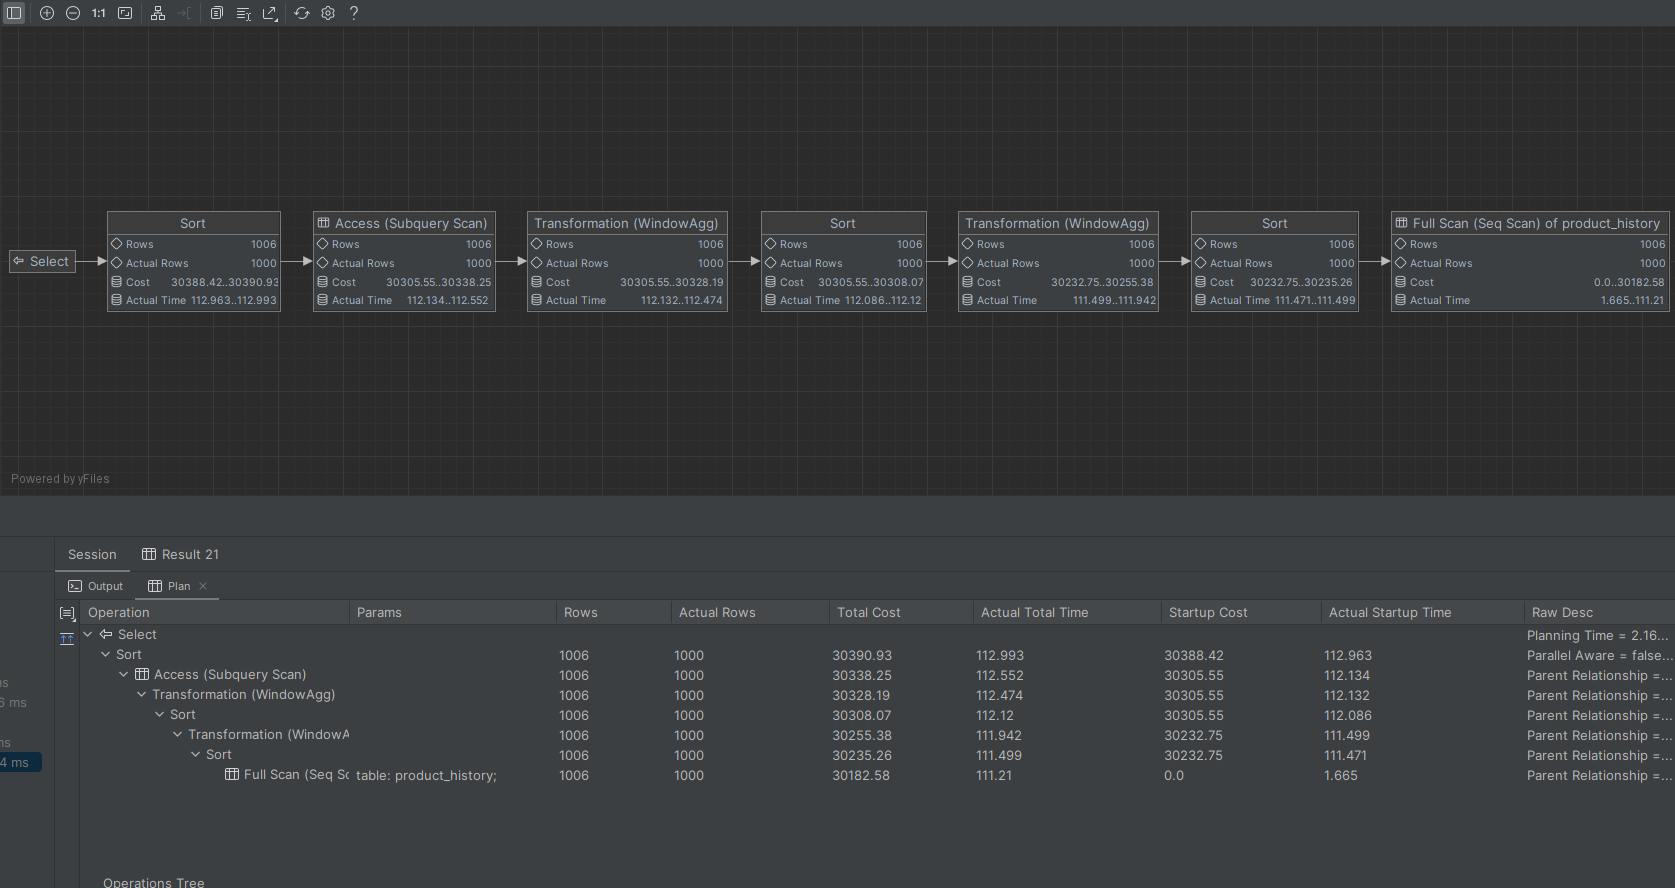 1:1
Select
Sort
Rows 1006
Actual Rows 1000
Cost 30388.42..30390.93
Actual Time 112.963..112.993
Access (Subquery Scan)
Rows 1006
Actual Rows 1000
Cost 30305.55..30338.25
Actual Time 112.134..112.552
Transformation (WindowAgg)
Rows 1006
Actual Rows 1000
Cost 30305.55..30328.19
Actual Time 112.132..112.474
Sort
Rows 1006
Actual Rows 1000
Cost 30305.55..30308.07
Actual Time 112.086..112.12
Transformation (WindowAgg)
Rows 1006
Actual Rows 1000
Cost 30232.75..30255.38
Actual Time 111.499..111.942
Sort
Rows 1006
Actual Rows 1000
Cost 30232.75..30235.26
Actual Time 111.471..111.499
Full Scan (Seq Scan) of product_history
Rows 1006
Actual Rows 1000
Cost 0.0..30182.58
Actual Time 1.665..111.21
Powered by yFiles
Session Result 21
Output Plan
Operation Params Rows Actual Rows Total Cost Actual Total Time Startup Cost Actual Startup Time Raw Desc
Select Planning Time = 2.16...
Sort 1006 1000 30390.93 112.993 30388.42 112.963 Parallel Aware = false...
Access (Subquery Scan) 1006 1000 30338.25 112.552 30305.55 112.134 Parent Relationship =...
Transformation (WindowAgg) 1006 1000 30328.19 112.474 30305.55 112.132 Parent Relationship =...
Sort 1006 1000 30308.07 112.12 30305.55 112.086 Parent Relationship =...
Transformation (WindowA 1006 1000 30255.38 111.942 30232.75 111.499 Parent Relationship =...
Sort 1006 1000 30235.26 111.499 30232.75 111.471 Parent Relationship =...
Full Scan (Seq Sc table: product_history; 1006 1000 30182.58 111.21 0.0 1.665 Parent Relationship =...
ms
6 ms
ms
4 ms
Operations Tree